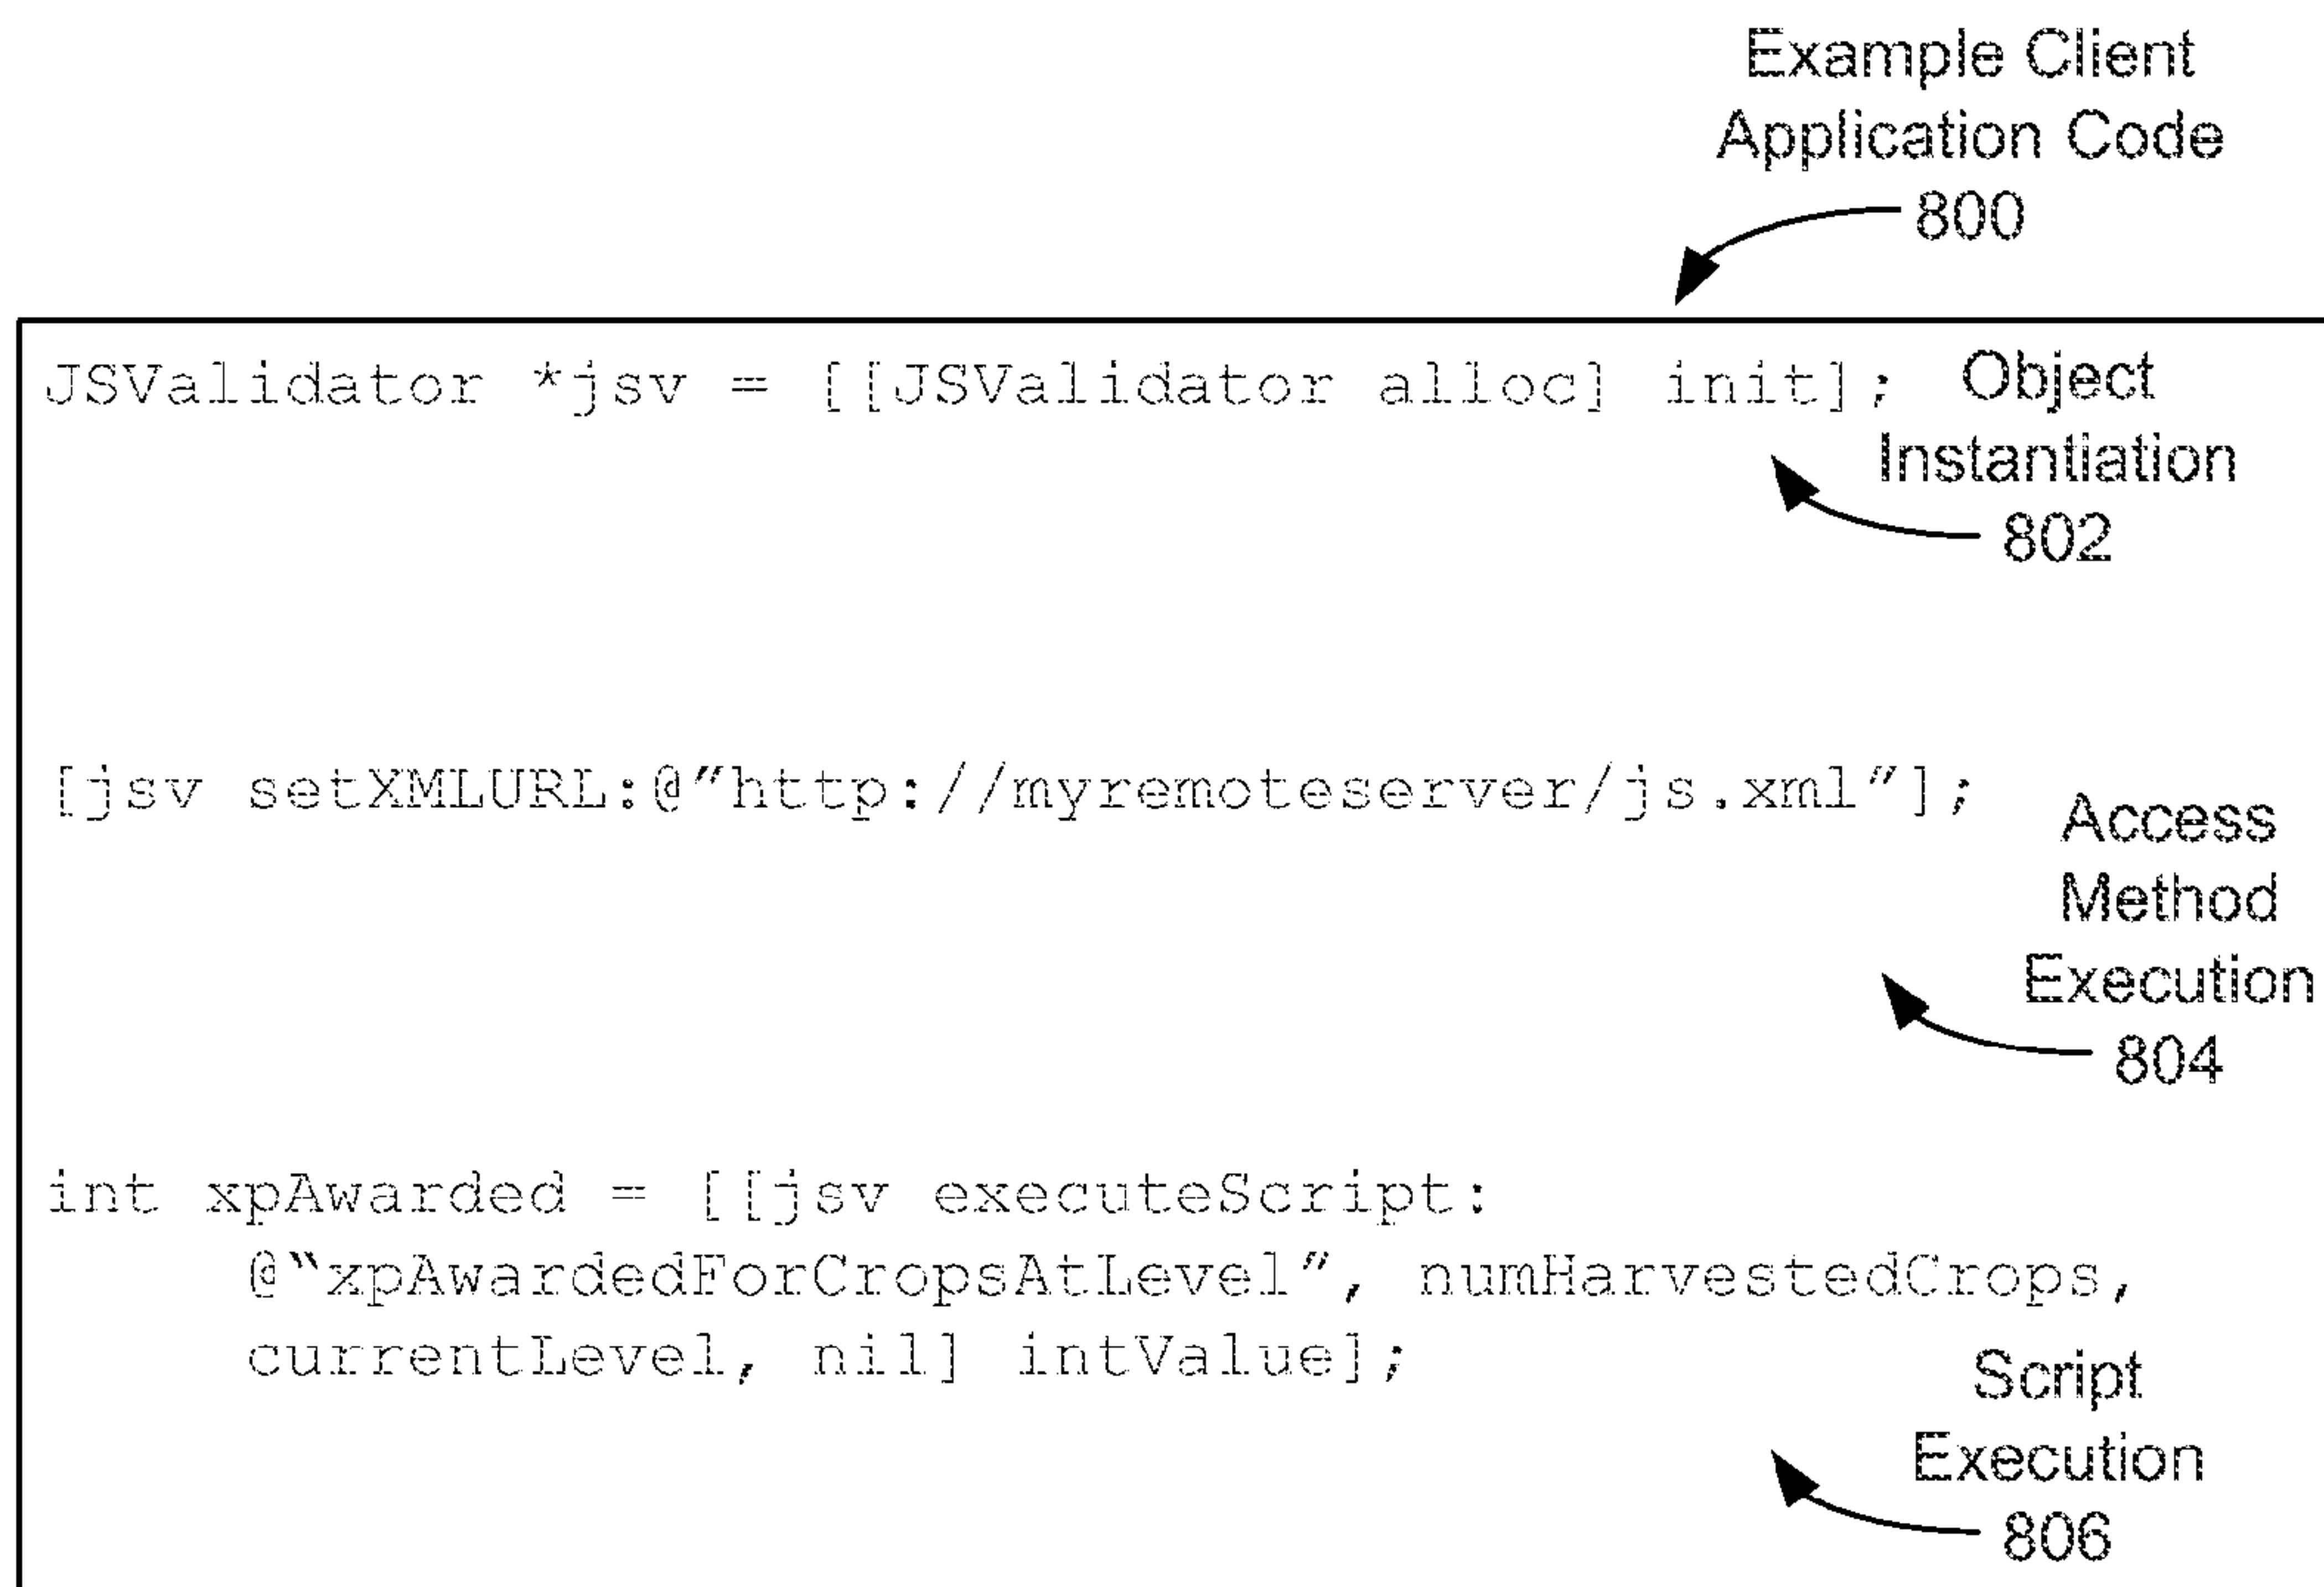 Example Client
Application Code
800
JSValidator *jsv = [[JSValidator alloc] init];
Object
Instantiation
802
[jsv setXMLURL:@”http://myremoteserver/js.xml”];
Access
Method
Execution
804
int xpAwarded = [[jsv executeScript:
@“xpAwardedForCropsAtLevel”, numHarvestedCrops,
currentLevel, nil] intValue];
Script
Execution
806